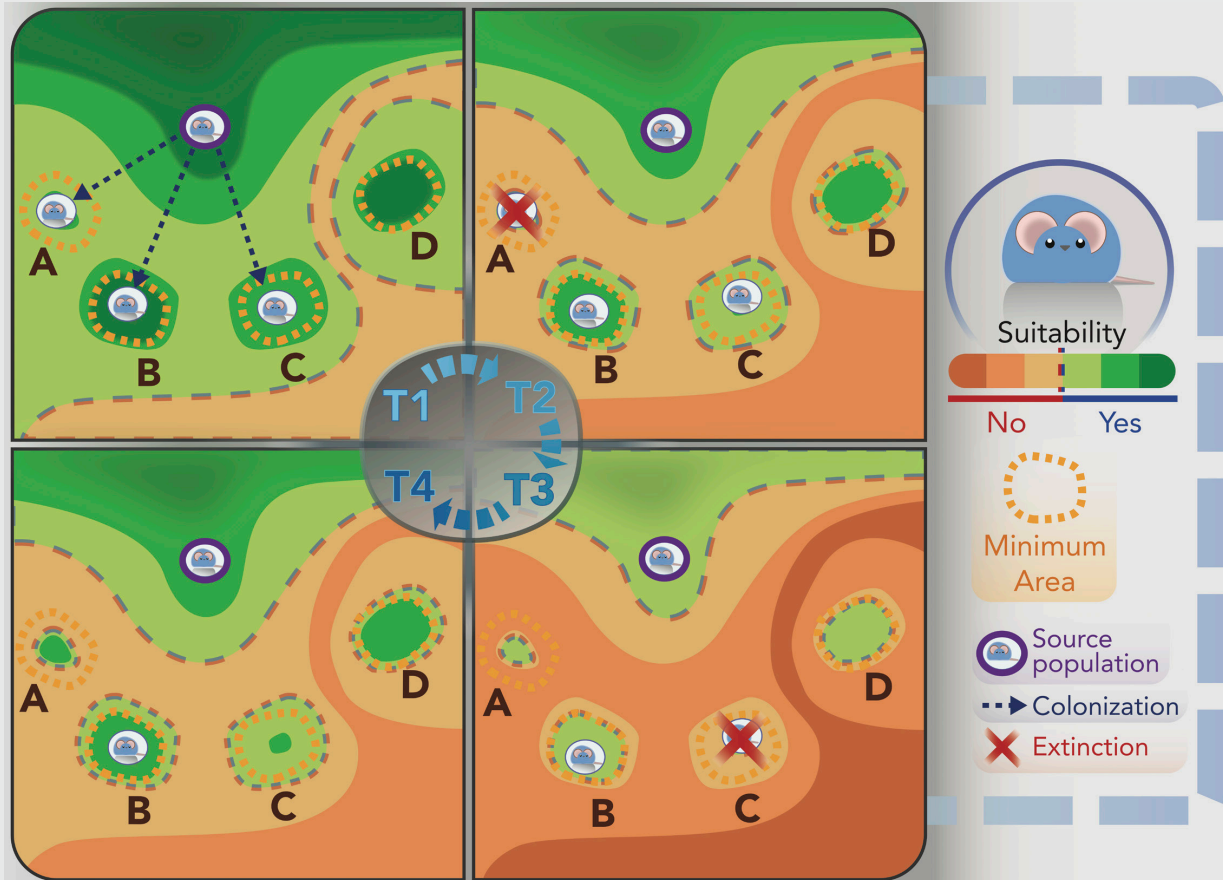 A
B
C
D
A
B
C
D
T1
T2
T4
T3
A
B
C
D
A
B
C
D
Suitability
No
Yes
Minimum
Area
Source
population
Colonization
Extinction